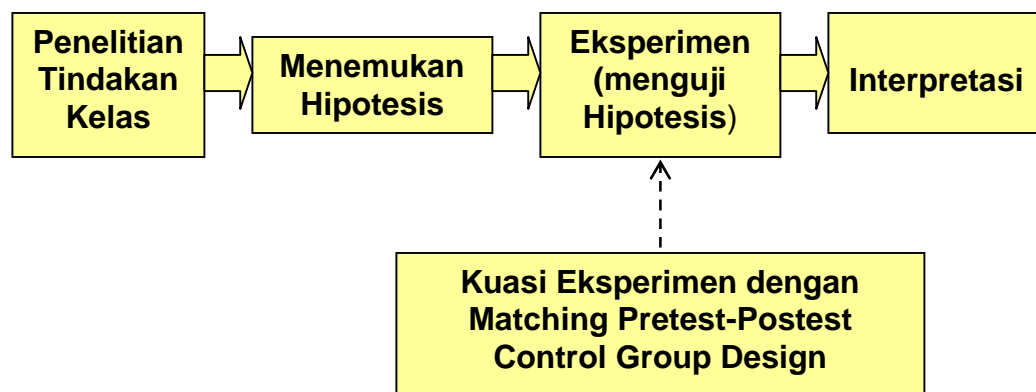 Penelitian
Tindakan
Kelas
Menemukan
Hipotesis
Eksperimen
(menguji
Hipotesis)
Interpretasi
Kuasi Eksperimen dengan
Matching Pretest-Postest
Control Group Design